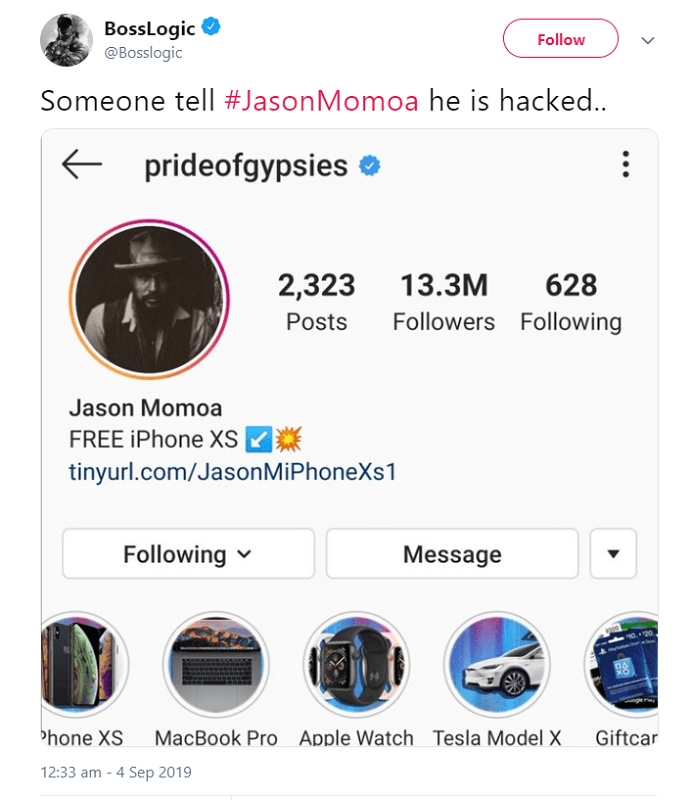 BossLogic
@Bosslogic
Follow
Someone tell #JasonMomoa he is hacked..
prideofgypsies
2,323 13.3M 628
Posts Followers Following
Jason Momoa
FREE iPhone XS ↙️💥
tinyurl.com/JasonMiPhoneXs1
Following Message
Phone XS MacBook Pro Apple Watch Tesla Model X Giftcar
12:33 am - 4 Sep 2019